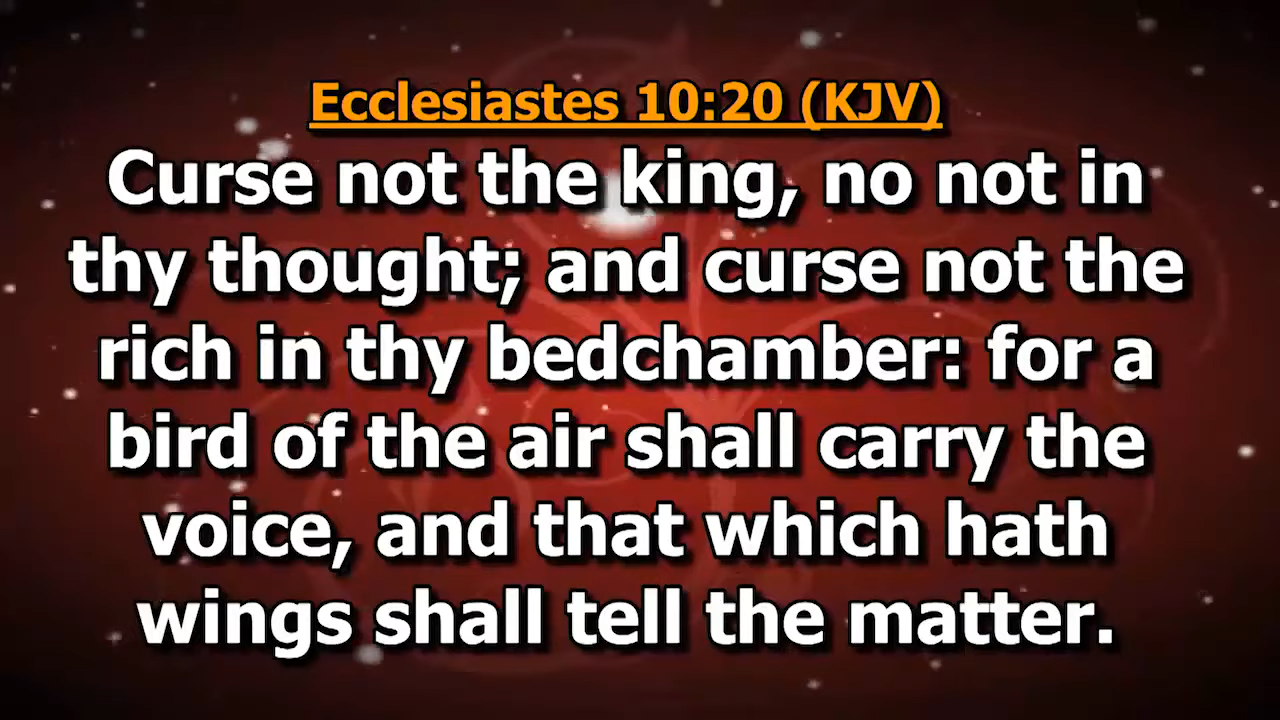 Ecclesiastes 10:20 (KJV)
Curse not the king, no not in
thy thought; and curse not the
rich in thy bedchamber: for a
bird of the air shall carry the
voice, and that which hath
wings shall tell the matter.